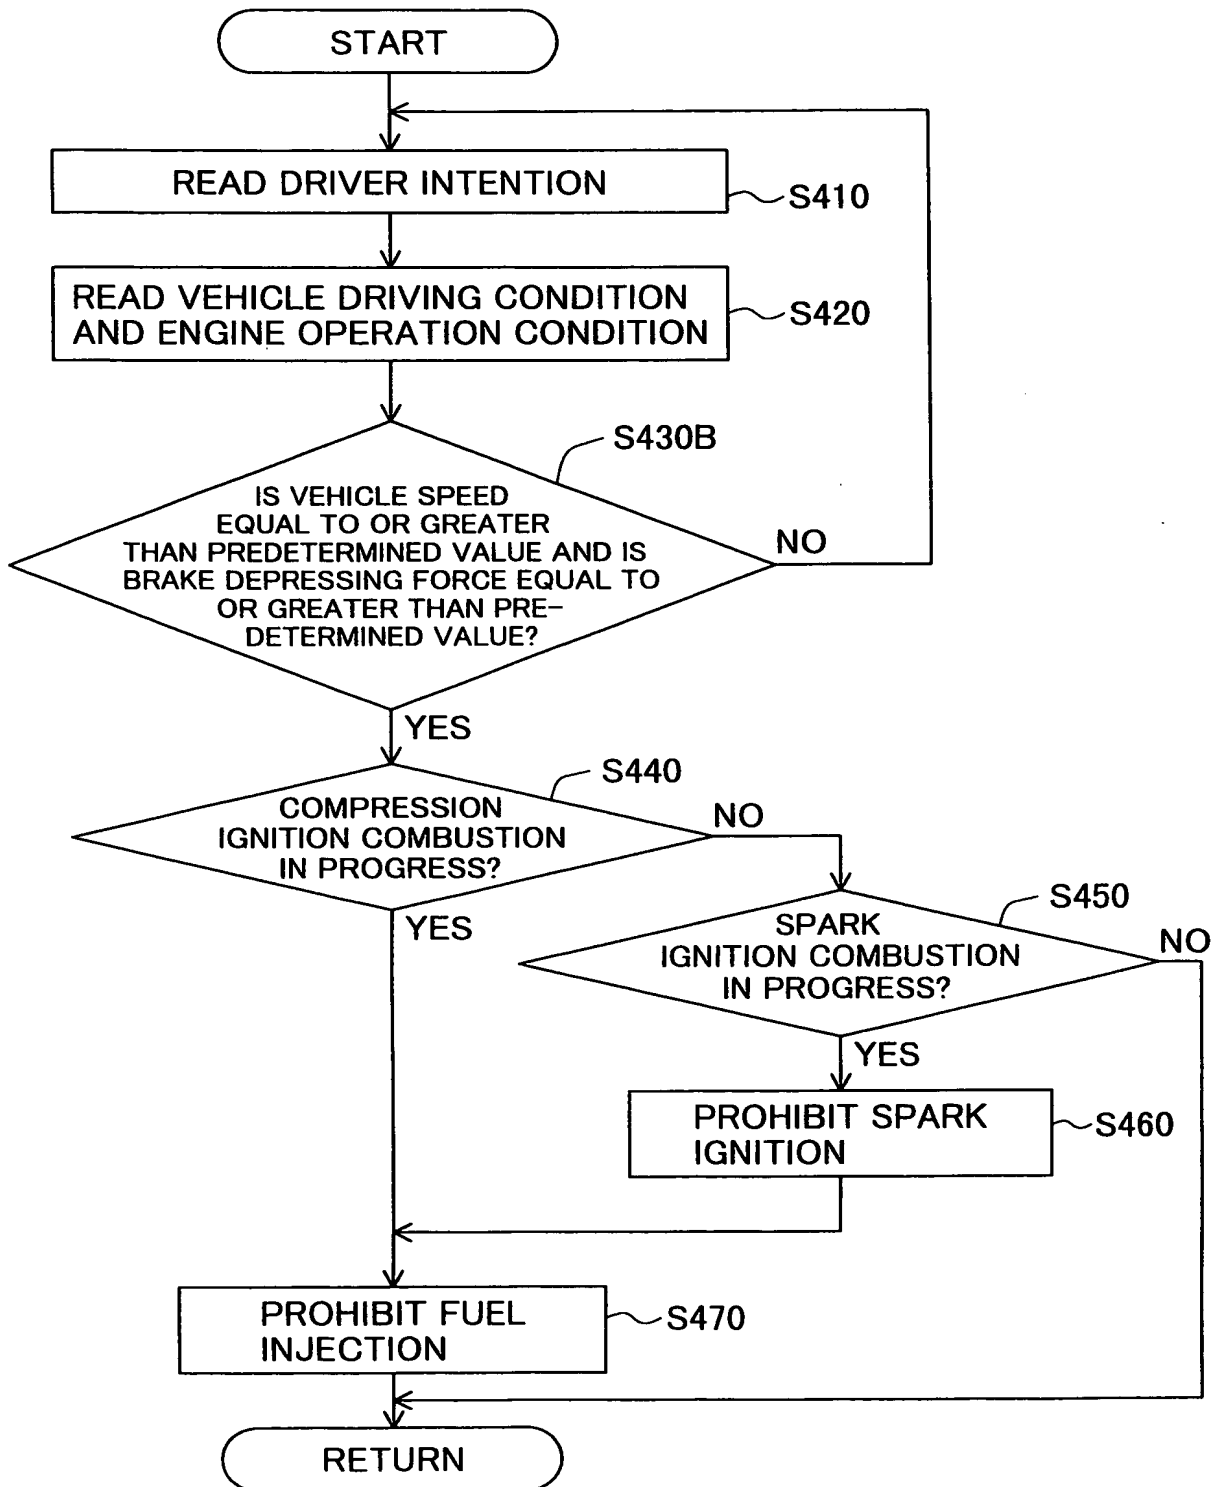 START
READ DRIVER INTENTION
S410
READ VEHICLE DRIVING CONDITION
AND ENGINE OPERATION CONDITION
S420
S430B
IS VEHICLE SPEED
EQUAL TO OR GREATER
THAN PREDETERMINED VALUE AND IS
BRAKE DEPRESSING FORCE EQUAL TO
OR GREATER THAN PRE-
DETERMINED VALUE?
NO
YES
S440
COMPRESSION
IGNITION COMBUSTION
IN PROGRESS?
NO
YES
S450
SPARK
IGNITION COMBUSTION
IN PROGRESS?
NO
YES
PROHIBIT SPARK
IGNITION
S460
PROHIBIT FUEL
INJECTION
S470
RETURN